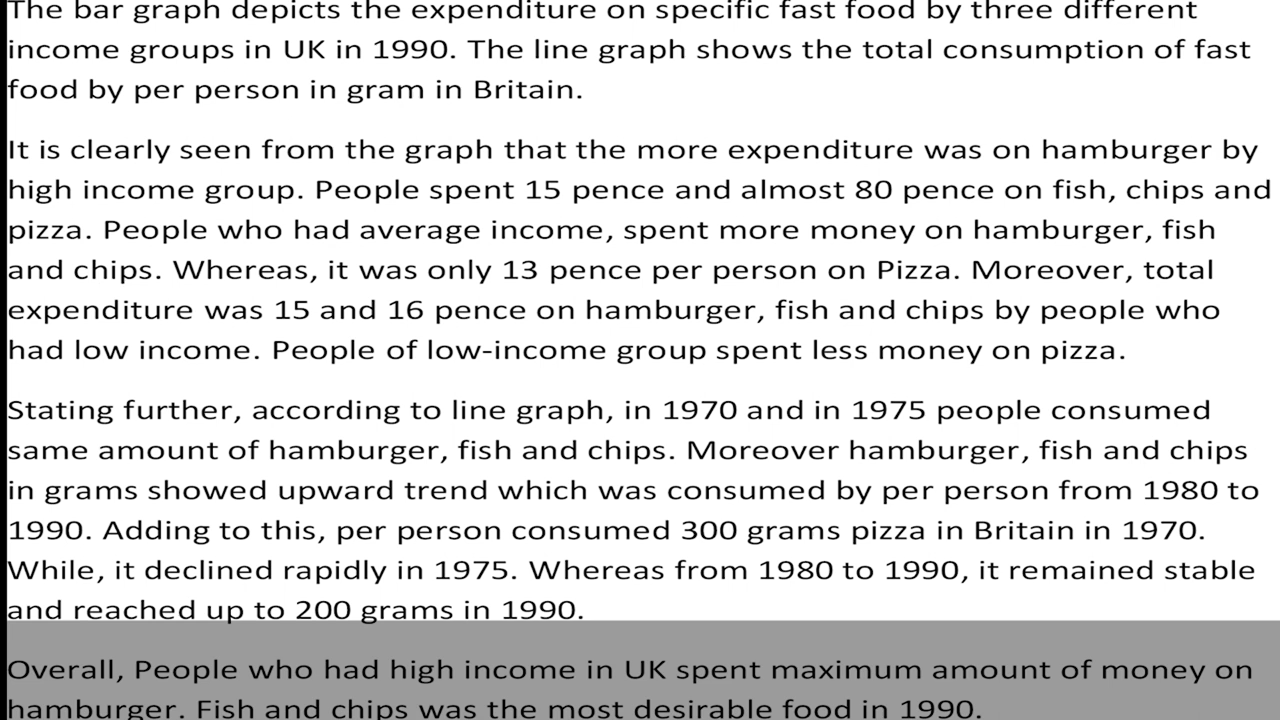 The bar graph depicts the expenditure on specific fast food by three different
income groups in UK in 1990. The line graph shows the total consumption of fast
food by per person in gram in Britain.
It is clearly seen from the graph that the more expenditure was on hamburger by
high income group. People spent 15 pence and almost 80 pence on fish, chips and
pizza. People who had average income, spent more money on hamburger, fish
and chips. Whereas, it was only 13 pence per person on Pizza. Moreover, total
expenditure was 15 and 16 pence on hamburger, fish and chips by people who
had low income. People of low-income group spent less money on pizza.
Stating further, according to line graph, in 1970 and in 1975 people consumed
same amount of hamburger, fish and chips. Moreover hamburger, fish and chips
in grams showed upward trend which was consumed by per person from 1980 to
1990. Adding to this, per person consumed 300 grams pizza in Britain in 1970.
While, it declined rapidly in 1975. Whereas from 1980 to 1990, it remained stable
and reached up to 200 grams in 1990.
Overall, People who had high income in UK spent maximum amount of money on
hamburger. Fish and chips was the most desirable food in 1990.